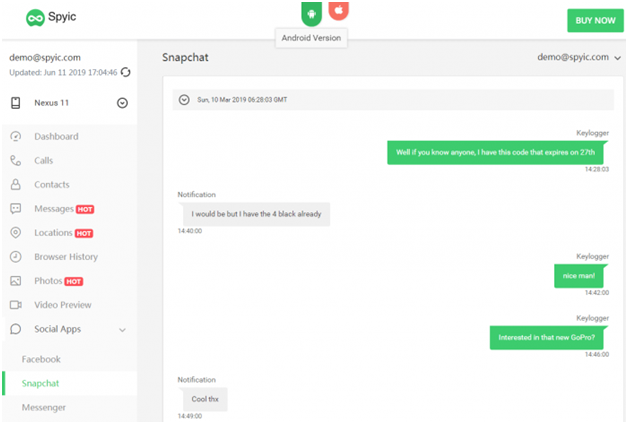 Spyic
BUY NOW
Android Version
demo@spyic.com
Updated: Jun 11 2019 17:04:46
Nexus 11
Dashboard
Calls
Contacts
Messages HOT
Locations HOT
Browser History
Photos HOT
Video Preview
Social Apps
Facebook
Snapchat
Messenger
Snapchat
demo@spyic.com
Sun, 10 Mar 2019 06:28:03 GMT
Keylogger
Well if you know anyone, I have this code that expires on 27th
14:28:03
Notification
I would be but I have the 4 black already
14:40:00
Keylogger
nice man!
14:42:00
Keylogger
Interested in that new GoPro?
14:46:00
Notification
Cool thx
14:49:00